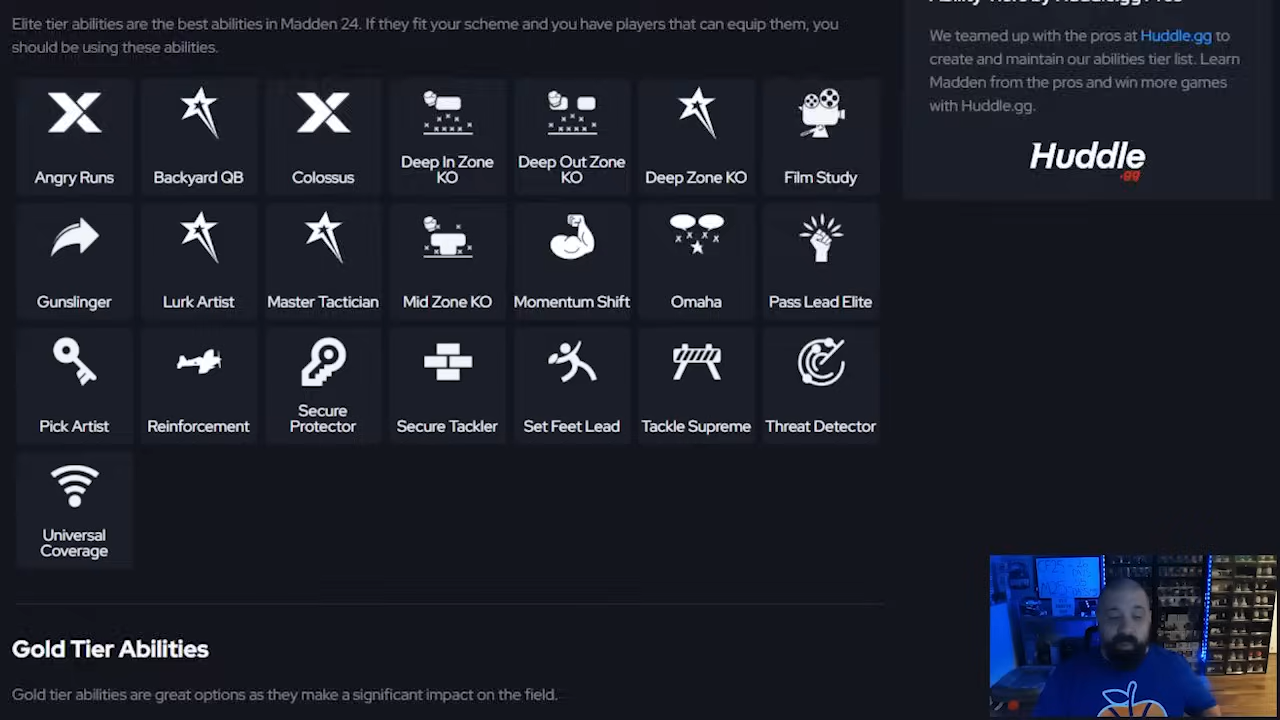 Elite tier abilities are the best abilities in Madden 24. If they fit your scheme and you have players that can equip them, you
should be using these abilities.
We teamed up with the pros at Huddle.gg to
create and maintain our abilities tier list. Learn
Madden from the pros and win more games
with Huddle.gg.
Huddle
.gg
Angry Runs
Backyard QB
Colossus
Deep In Zone
KO
Deep Out Zone
KO
Deep Zone KO
Film Study
Gunslinger
Lurk Artist
Master Tactician
Mid Zone KO
Momentum Shift
Omaha
Pass Lead Elite
Pick Artist
Reinforcement
Secure
Protector
Secure Tackler
Set Feet Lead
Tackle Supreme
Threat Detector
Universal
Coverage
Gold Tier Abilities
Gold tier abilities are great options as they make a significant impact on the field.